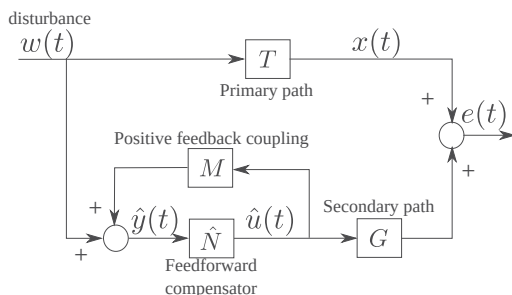 disturbance
w(t)
T
x(t)
Primary path
+
e(t)
+
Positive feedback coupling
M
+
ŷ(t)
N̂
û(t)
Secondary path
G
+
Feedforward
compensator